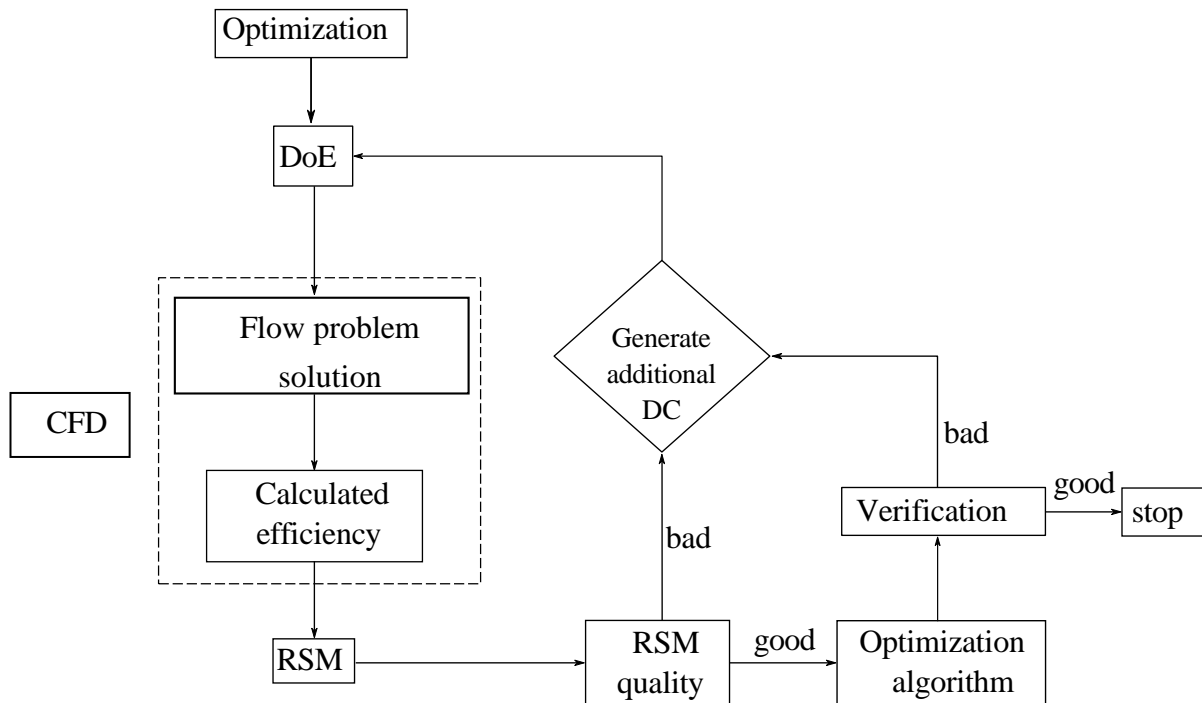 Optimization
DoE
Flow problem
solution
CFD
Calculated
efficiency
RSM
Generate
additional
DC
bad
RSM
quality
good
Optimization
algorithm
bad
Verification
good
stop